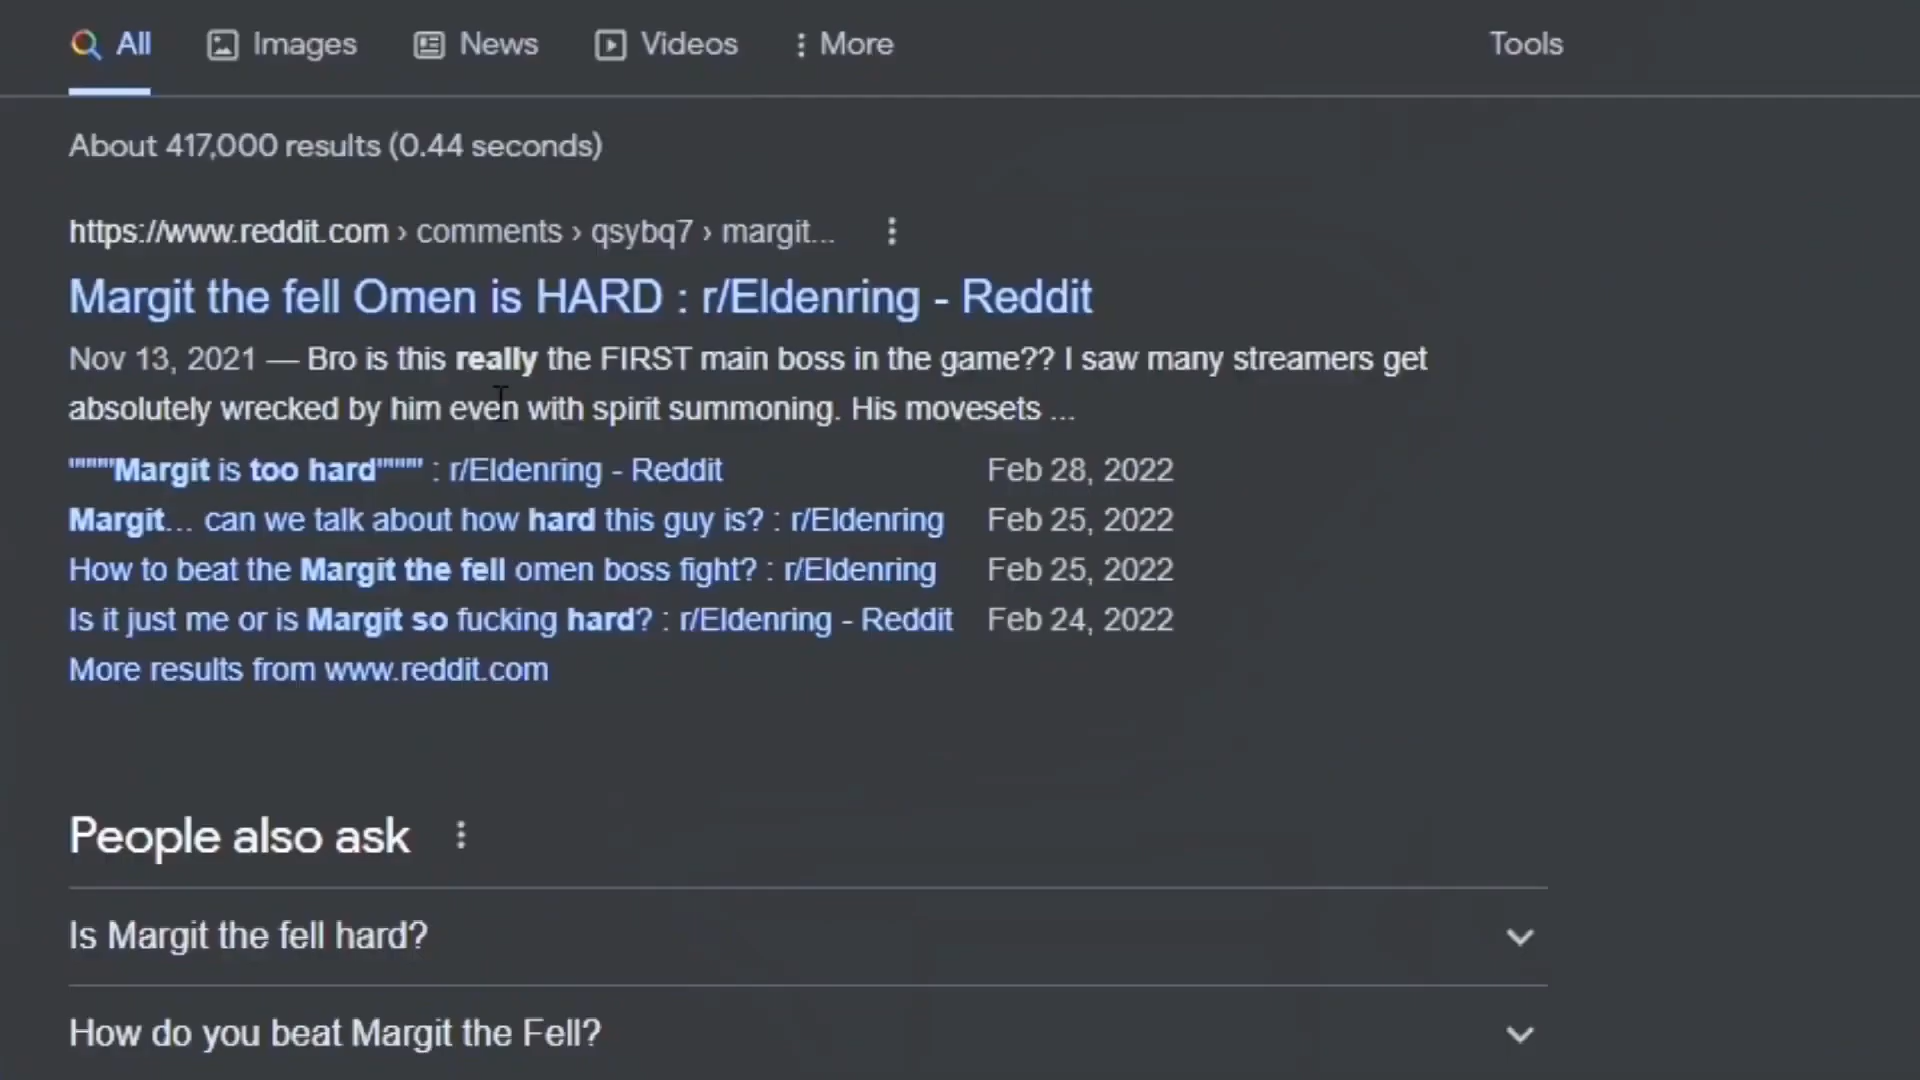 All Images News Videos More Tools
About 417,000 results (0.44 seconds)
https://www.reddit.com › comments › qsybq7 › margit...
Margit the fell Omen is HARD : r/Eldenring - Reddit
Nov 13, 2021 — Bro is this really the FIRST main boss in the game?? I saw many streamers get
absolutely wrecked by him even with spirit summoning. His movesets ...
"""""Margit is too hard""""" : r/Eldenring - Reddit Feb 28, 2022
Margit... can we talk about how hard this guy is? : r/Eldenring Feb 25, 2022
How to beat the Margit the fell omen boss fight? : r/Eldenring Feb 25, 2022
Is it just me or is Margit so fucking hard? : r/Eldenring - Reddit Feb 24, 2022
More results from www.reddit.com
People also ask
Is Margit the fell hard?
How do you beat Margit the Fell?